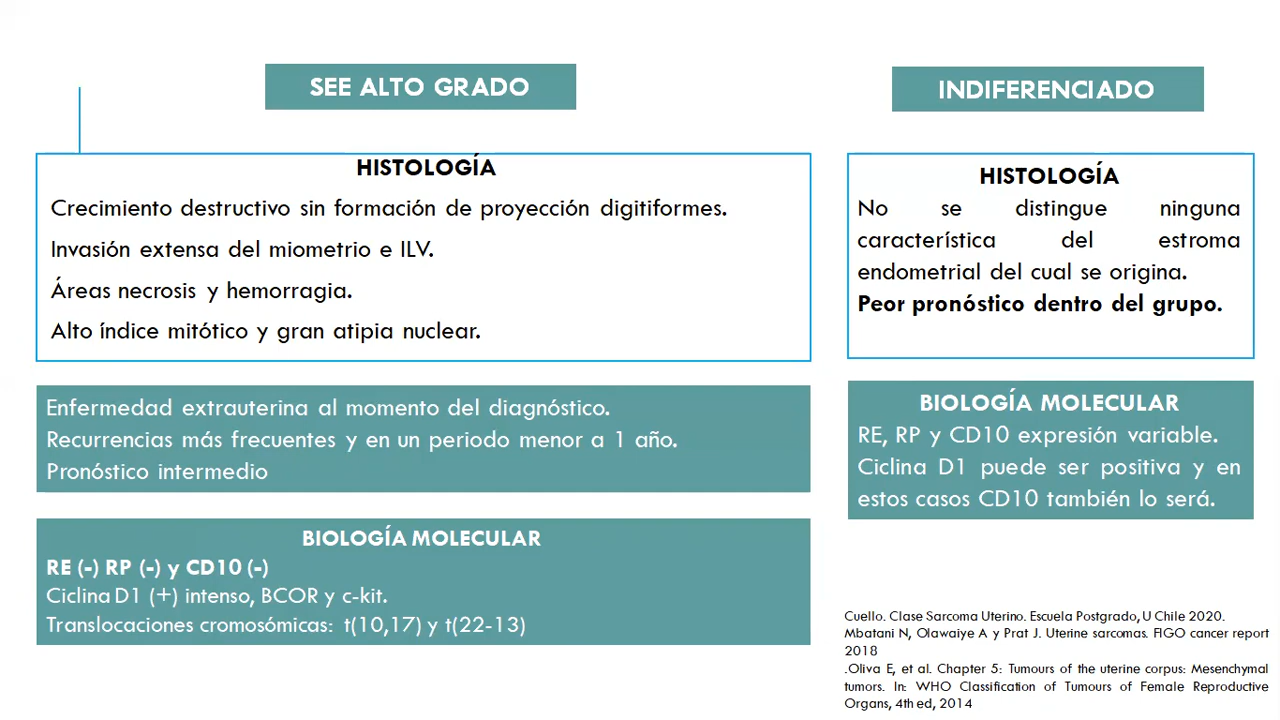 SEE ALTO GRADO
HISTOLOGÍA
Crecimiento destructivo sin formación de proyección digitiformes.
Invasión extensa del miometrio e ILV.
Áreas necrosis y hemorragia.
Alto índice mitótico y gran atipia nuclear.
Enfermedad extrauterina al momento del diagnóstico.
Recurrencias más frecuentes y en un periodo menor a 1 año.
Pronóstico intermedio
BIOLOGÍA MOLECULAR
RE (-) RP (-) y CD10 (-)
Ciclina D1 (+) intenso, BCOR y c-kit.
Translocaciones cromosómicas: t(10,17) y t(22-13)
INDIFERENCIADO
HISTOLOGÍA
No se distingue ninguna
característica del estroma
endometrial del cual se origina.
Peor pronóstico dentro del grupo.
BIOLOGÍA MOLECULAR
RE, RP y CD10 expresión variable.
Ciclina D1 puede ser positiva y en
estos casos CD10 también lo será.
Cuello. Clase Sarcoma Uterino. Escuela Postgrado, U Chile 2020.
Mbatani N, Olawaiye A y Prat J. Uterine sarcomas. FIGO cancer report
2018
.Oliva E, et al. Chapter 5: Tumours of the uterine corpus: Mesenchymal
tumors. In: WHO Classification of Tumours of Female Reproductive
Organs, 4th ed, 2014